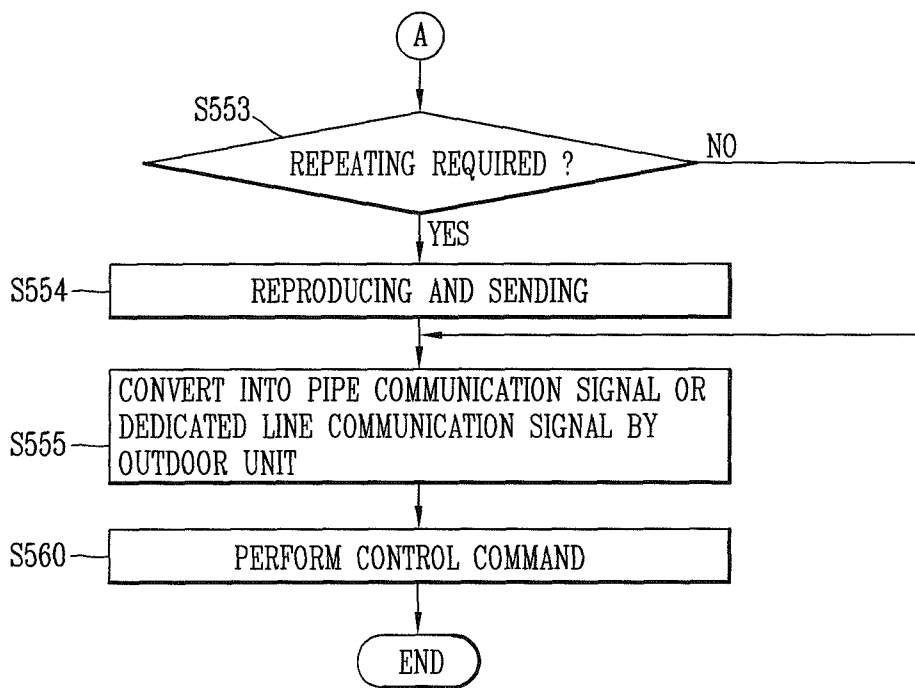 A
S553
REPEATING REQUIRED ?
NO
YES
S554
REPRODUCING AND SENDING
CONVERT INTO PIPE COMMUNICATION SIGNAL OR
DEDICATED LINE COMMUNICATION SIGNAL BY
S555
OUTDOOR UNIT
S560
PERFORM CONTROL COMMAND
END